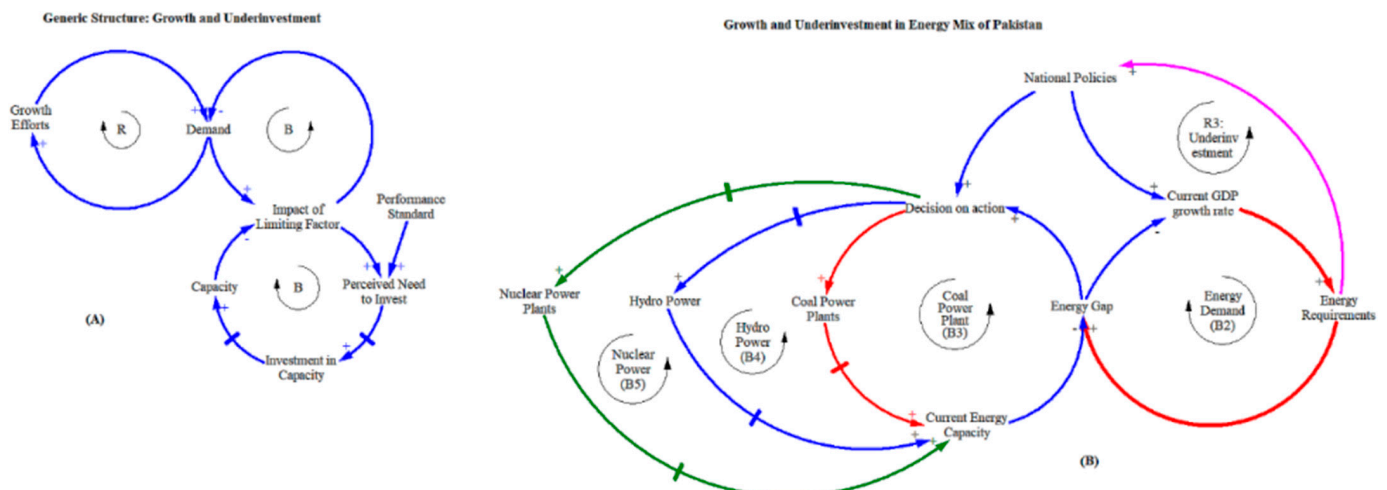 Generic Structure: Growth and Underinvestment
Growth
Efforts
R
Demand
B
Impact of
Limiting Factor
Performance
Standard
Capacity
B
Perceived Need
to Invest
Investment in
Capacity
(A)
+
+
-
+
-
+
+
+
+
Growth and Underinvestment in Energy Mix of Pakistan
National Policies
+
R3:
Underinv
estment
+
Decision on action
+
+
Current GDP
growth rate
-
+
Nuclear Power
Plants
+
Hydro Power
+
Coal Power
Plants
Coal
Power
Plant
(B3)
Energy Gap
-
+
Energy
Demand
(B2)
+
Energy
Requirements
Nuclear
Power
(B5)
Hydro
Power
(B4)
+
+
+
Current Energy
Capacity
(B)